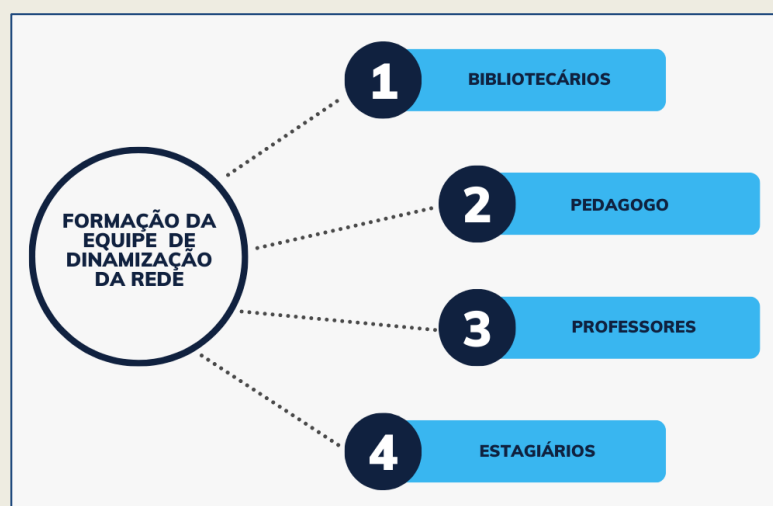 FORMAÇÃO DA
EQUIPE DE
DINAMIZAÇÃO
DA REDE
1
BIBLIOTECÁRIOS
2
PEDAGOGO
3
PROFESSORES
4
ESTAGIÁRIOS